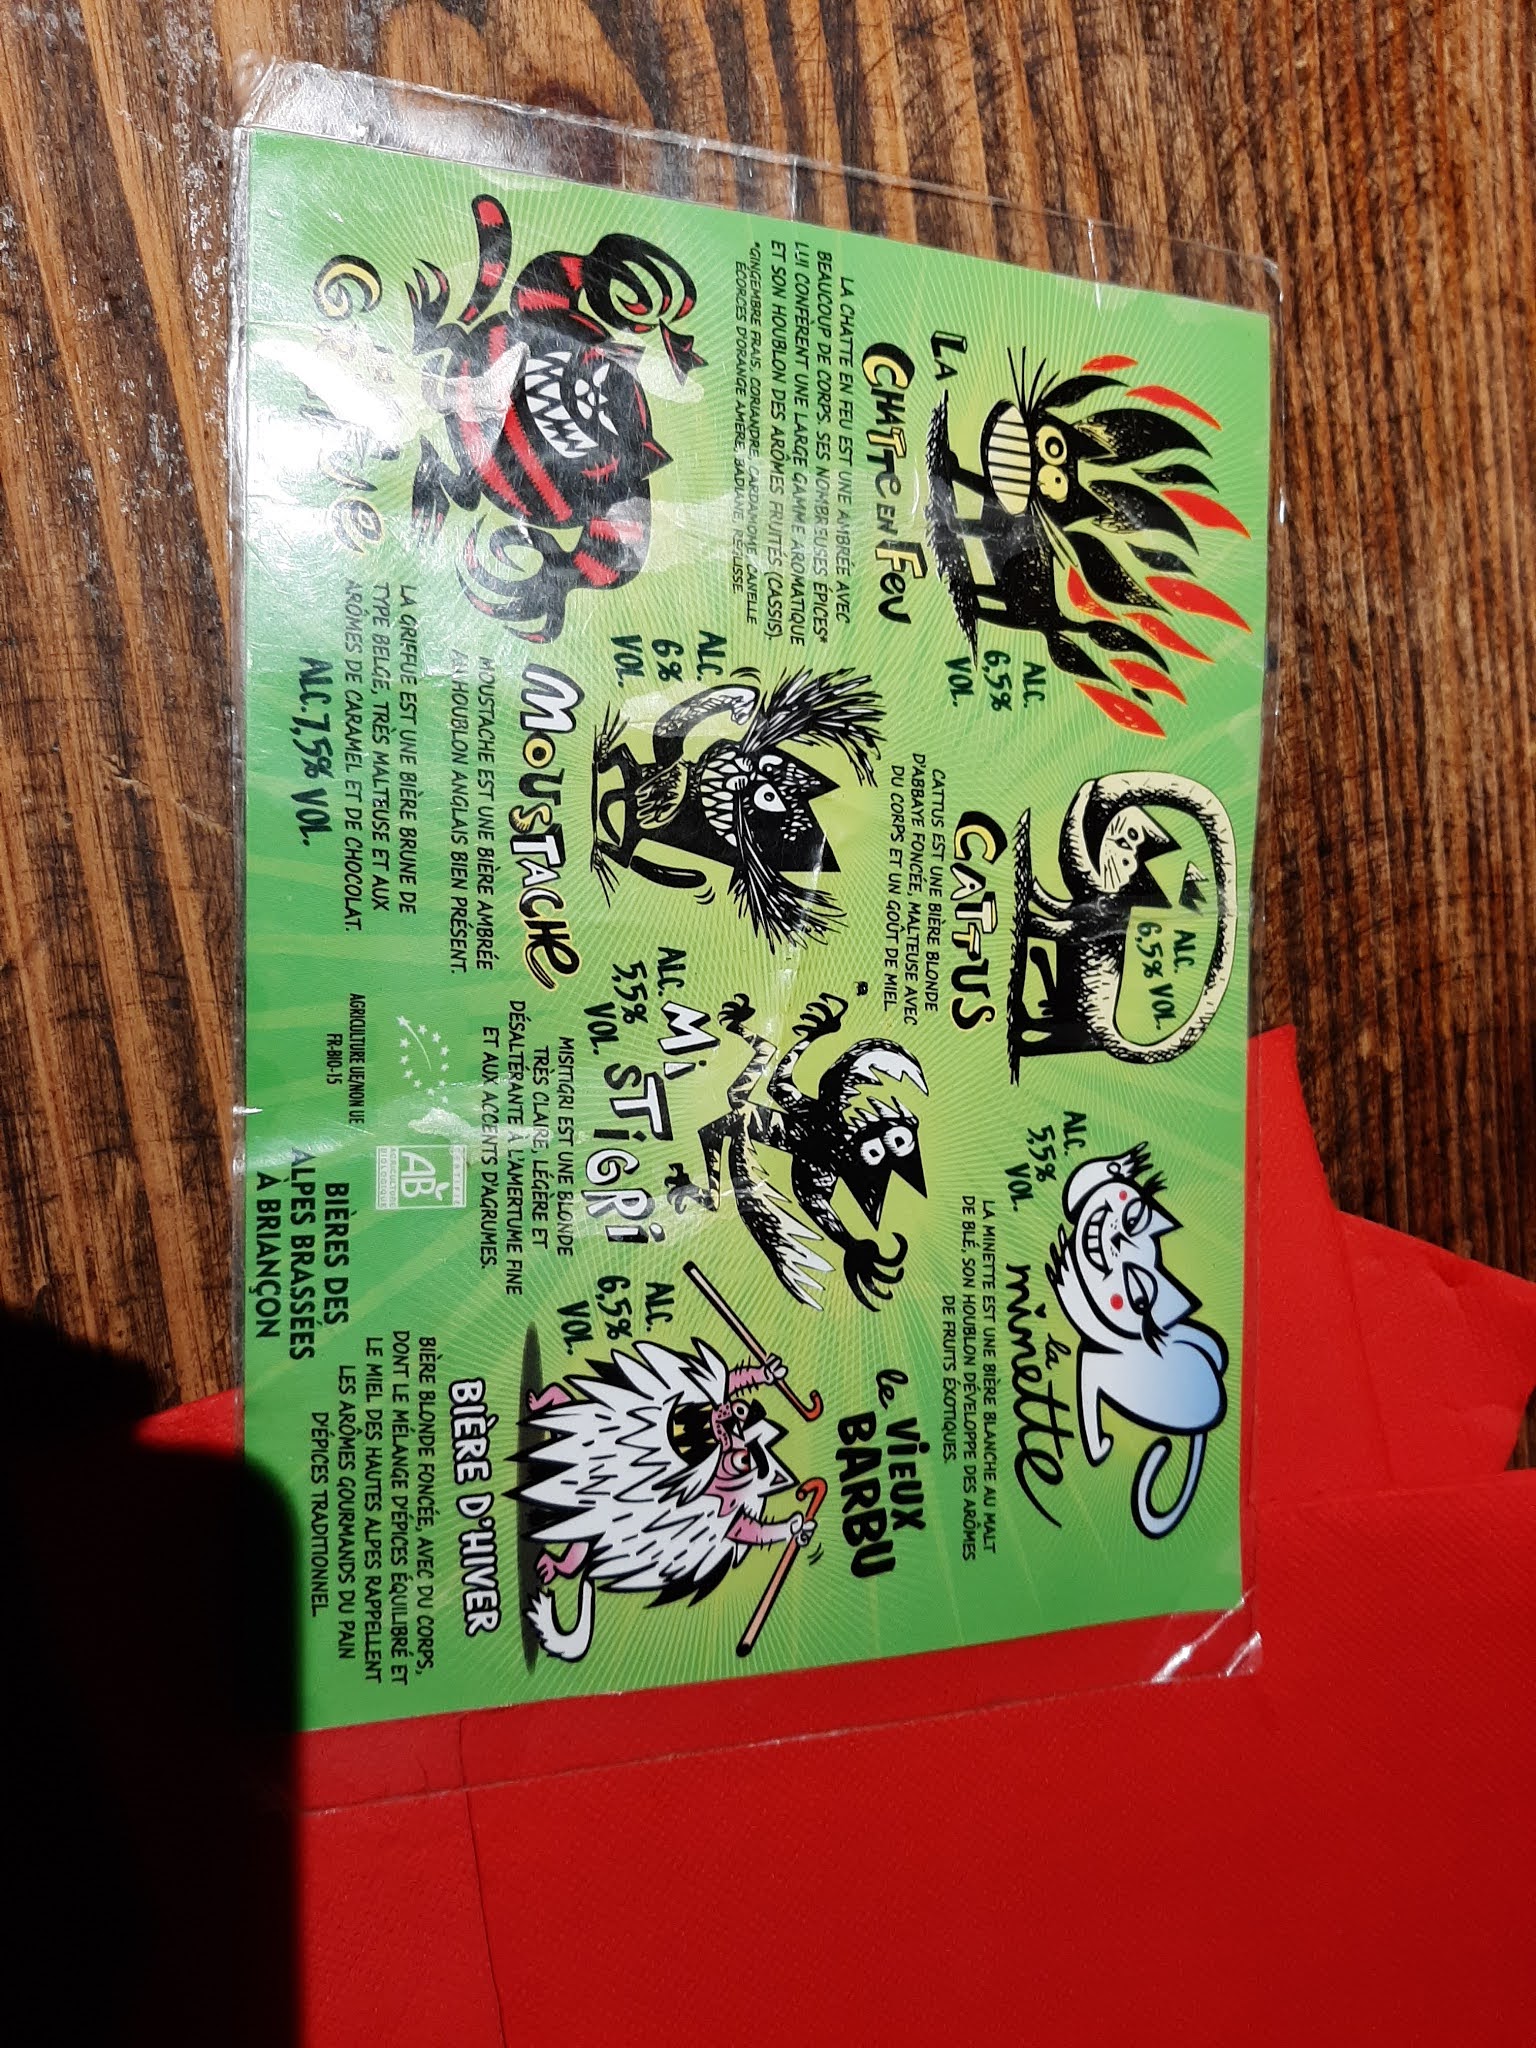 LA
CHATTE EN FEU
ALC.
6,5%
VOL.
LA CHATTE EN FEU EST UNE AMBRÉE AVEC
BEAUCOUP DE CORPS. SES NOMBREUSES ÉPICES*
LUI CONFÈRENT UNE LARGE GAMME AROMATIQUE
ET SON HOUBLON DES ARÔMES FRUITÉS (CASSIS).
*GINGEMBRE FRAIS, CORIANDRE, CARDAMOME, CANELLE
ÉCORCES D'ORANGE AMÈRE, BADIANE, RÉGLISSE.
ALC.
6,5% VOL.
CATTUS
CATTUS EST UNE BIÈRE BLONDE
D'ABBAYE FONCÉE, MALTEUSE AVEC
DU CORPS ET UN GOÛT DE MIEL
ALC.
5,5%
VOL.
la
minette
LA MINETTE EST UNE BIÈRE BLANCHE AU MALT
DE BLÉ, SON HOUBLON DÉVELOPPE DES ARÔMES
DE FRUITS ÉXOTIQUES.
GRIFFUE
LA GRIFFUE EST UNE BIÈRE BRUNE DE
TYPE BELGE, TRÈS MALTEUSE ET AUX
ARÔMES DE CARAMEL ET DE CHOCOLAT.
ALC. 7,5% VOL.
ALC.
6%
VOL.
MOUSTACHE
MOUSTACHE EST UNE BIÈRE AMBRÉE
AU HOUBLON ANGLAIS BIEN PRÉSENT.
ALC.
5,5%
VOL.
MiSTiGRi
MISITIGRI EST UNE BLONDE
TRÈS CLAIRE, LÉGÈRE ET
DÉSALTÉRANTE À L'AMERTUME FINE
ET AUX ACCENTS D'AGRUMES.
le VIEUX
BARBU
ALC.
6,5%
VOL.
BIÈRE D'HIVER
BIÈRE BLONDE FONCÉE, AVEC DU CORPS,
DONT LE MÉLANGE D'ÉPICES ÉQUILIBRÉ ET
LE MIEL DES HAUTES ALPES RAPPELLENT
LES ARÔMES GOURMANDS DU PAIN
D'ÉPICES TRADITIONNEL.
AGRICULTURE UE/NON UE
FR-BIO-15
CERTIFIÉ
AB
AGRICULTURE
BIOLOGIQUE
BIÈRES DES
ALPES BRASSÉES
À BRIANÇON